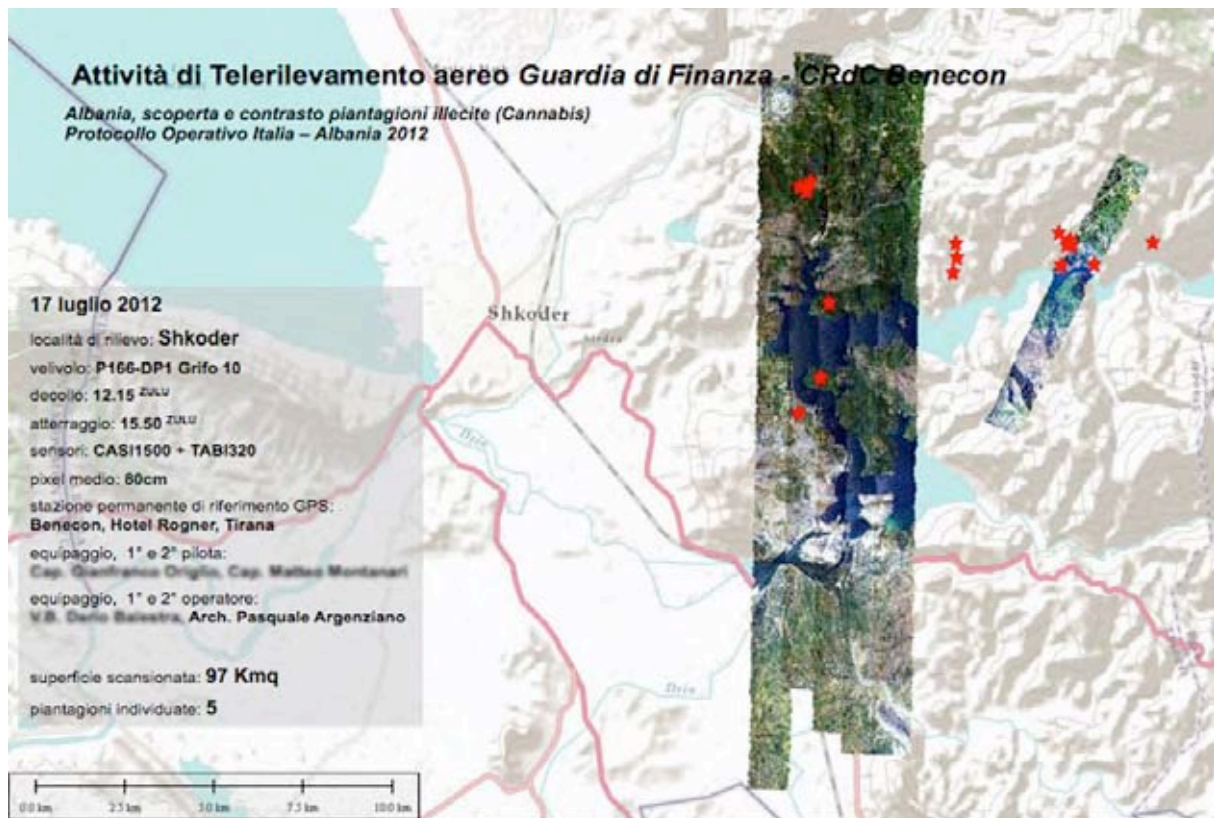 Attività di Telerilevamento aereo Guardia di Finanza - CRdC Benecon
Albania, scoperta e contrasto piantagioni illecite (Cannabis)
Protocollo Operativo Italia – Albania 2012
17 luglio 2012
località di rilievo: Shkoder
velivolo: P166-DP1 Grifo 10
decollo: 12.15 ZULU
atterraggio: 15.50 ZULU
sensori: CASI1500 + TABI320
pixel medio: 80cm
stazione permanente di riferimento GPS:
Benecon, Hotel Rogner, Tirana
equipaggio, 1° e 2° pilota:
equipaggio, 1° e 2° operatore:
Arch. Pasquale Argenziano
superficie scansionata: 97 Kmq
piantagioni individuate: 5
Shkoder
Drin
Drin
0.0 km 2.5 km 5.0 km 7.5 km 10.0 km